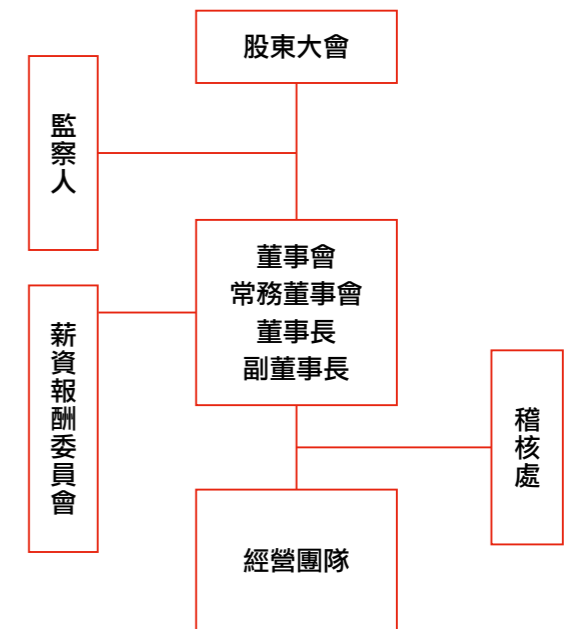 股東大會
監察人
董事會
常務董事會
董事長
副董事長
薪資報酬委員會
稽核處
經營團隊